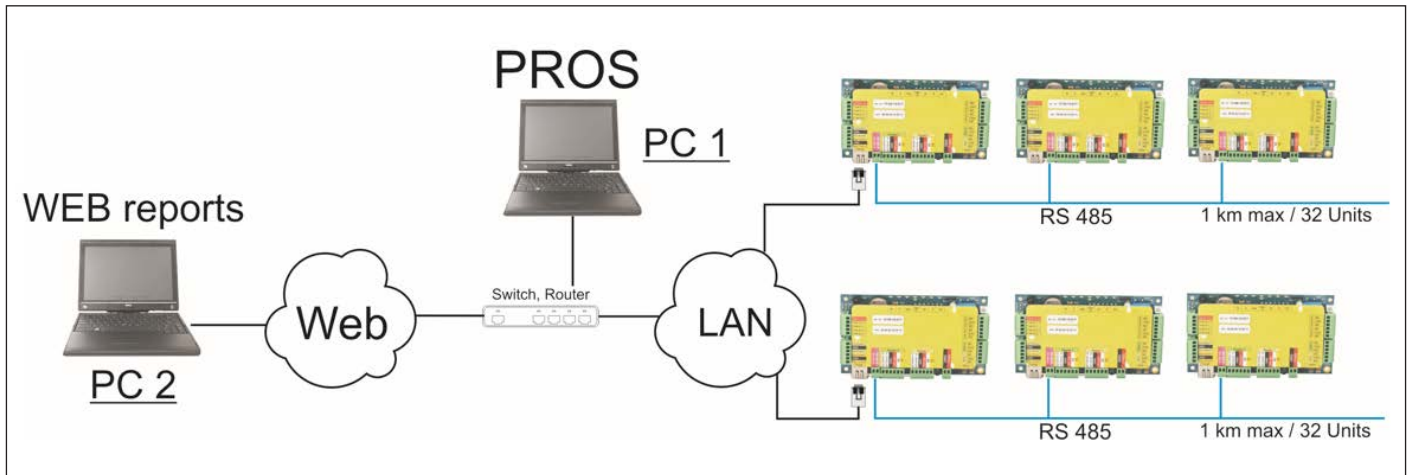 PROS
PC 1
WEB reports
PC 2
Web
Switch, Router
LAN
RS 485
1 km max / 32 Units
RS 485
1 km max / 32 Units